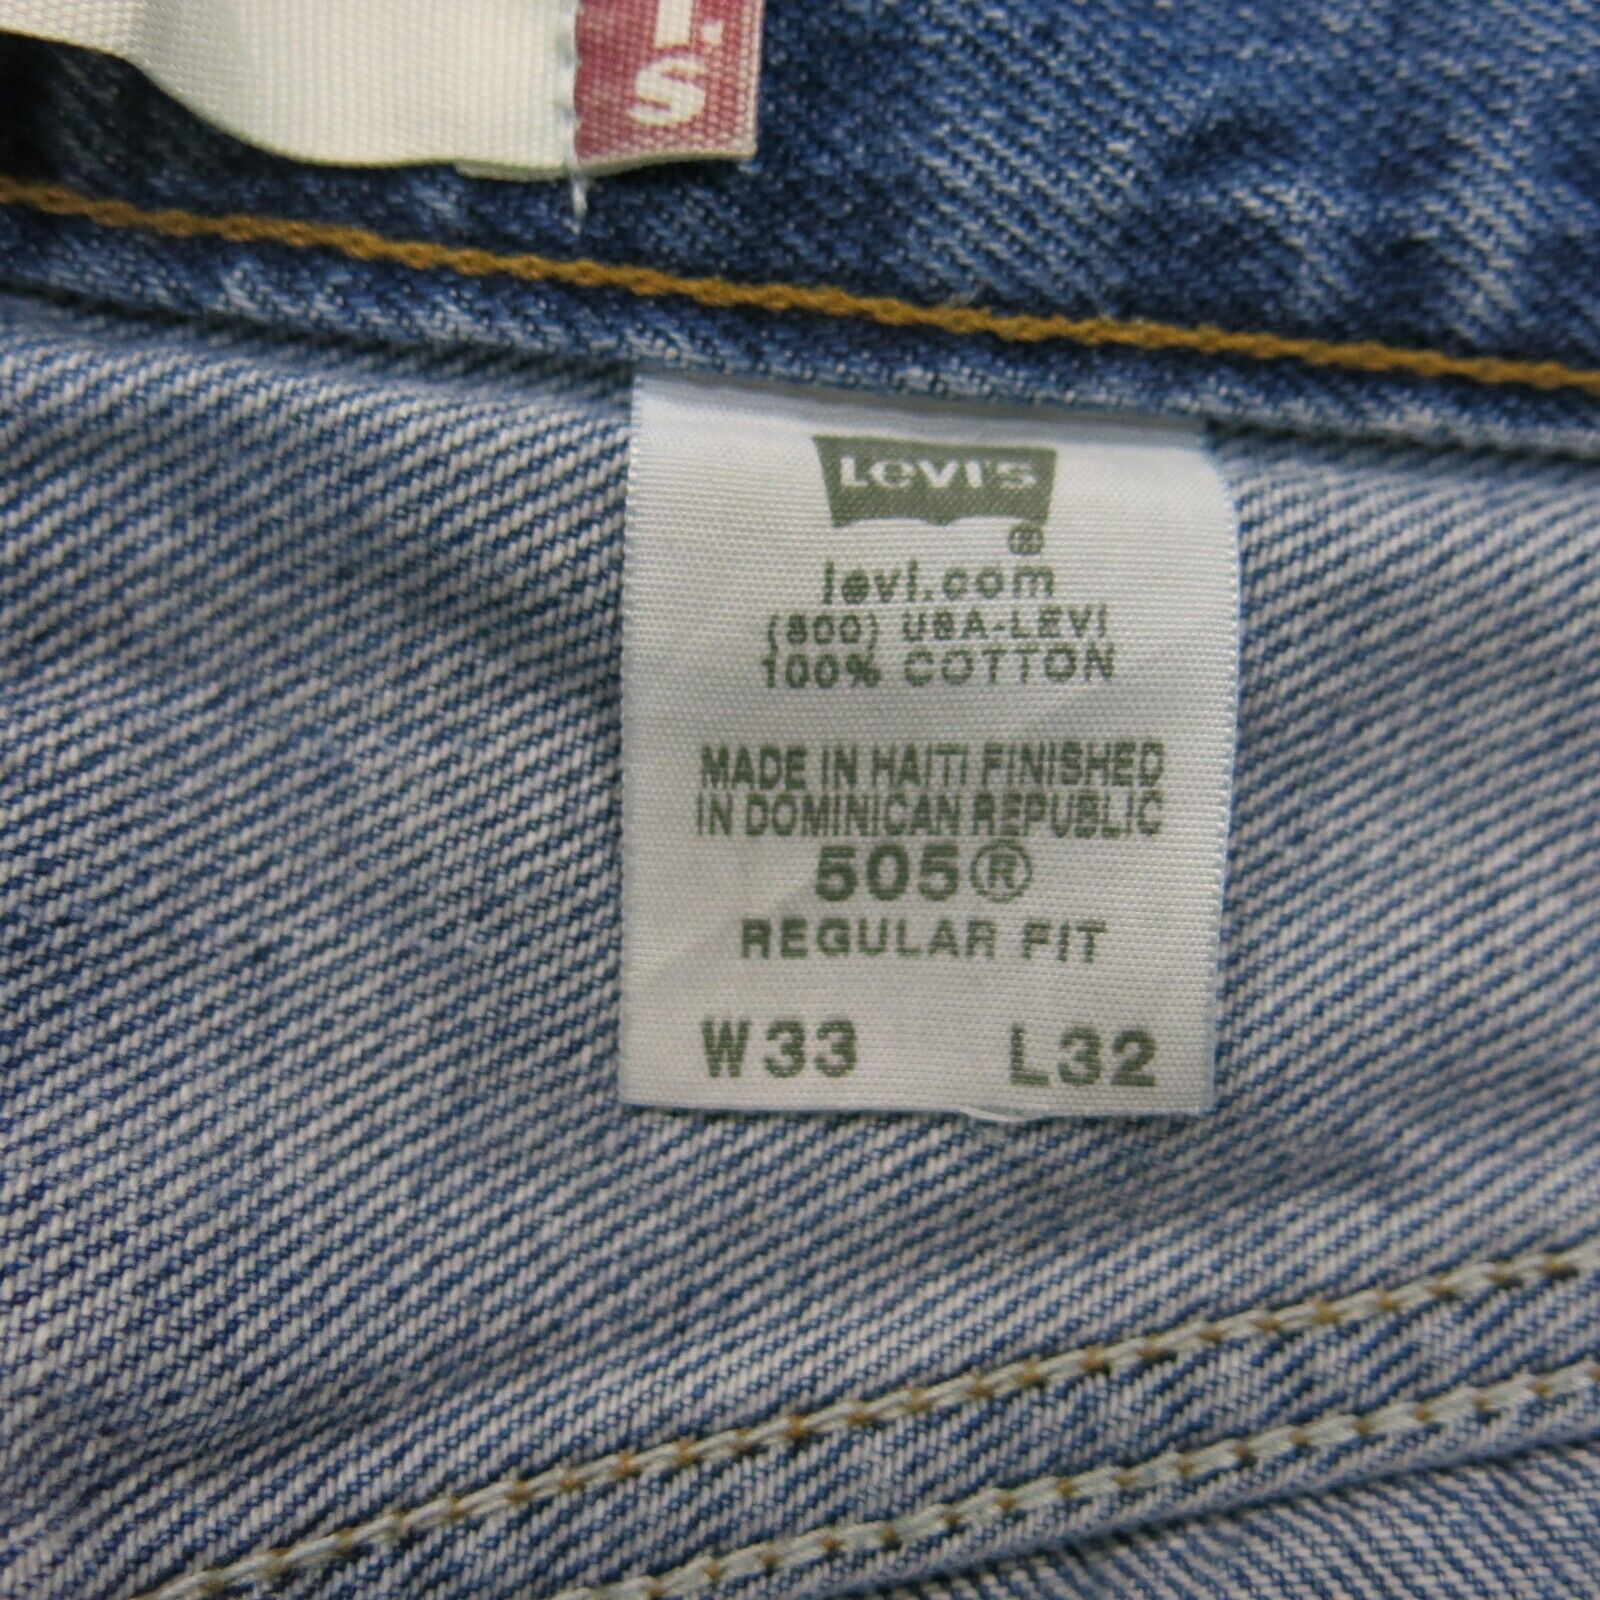 I.
S
Levi's
®
levi.com
(800) USA-LEVI
100% COTTON
MADE IN HAITI FINISHED
IN DOMINICAN REPUBLIC
505®
REGULAR FIT
W33 L32